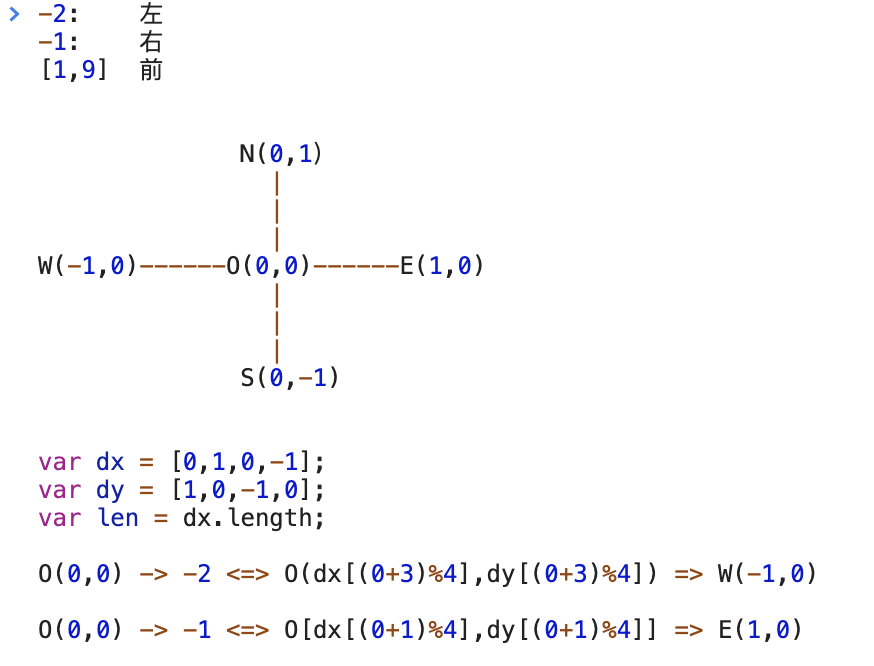 > -2:    左
-1:    右
[1,9]  前
N(0,1)
|
|
|
W(-1,0)------O(0,0)------E(1,0)
|
|
|
S(0,-1)
var dx = [0,1,0,-1];
var dy = [1,0,-1,0];
var len = dx.length;
O(0,0) -> -2 <=> O(dx[(0+3)%4],dy[(0+3)%4]) => W(-1,0)
O(0,0) -> -1 <=> O[dx[(0+1)%4],dy[(0+1)%4]] => E(1,0)